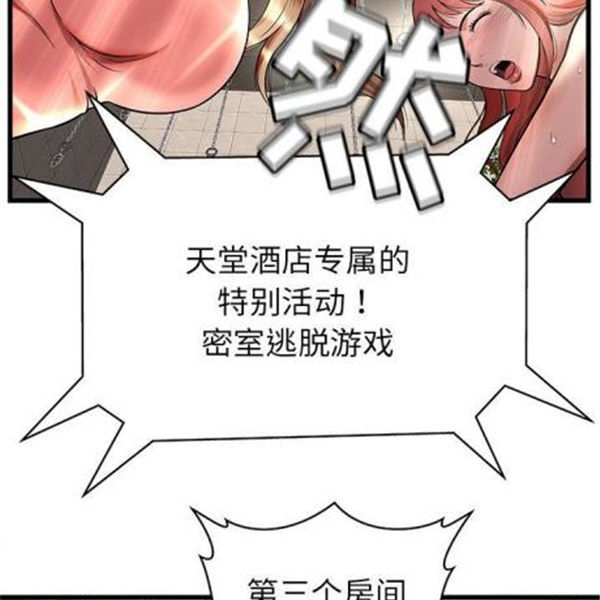 天堂酒店专属的
特别活动！
密室逃脱游戏
第三个房间